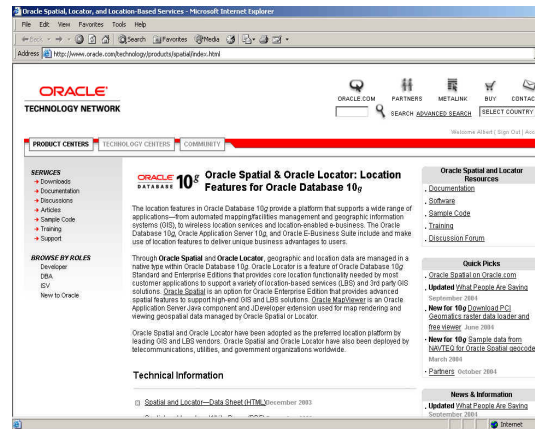 Oracle Spatial, Locator, and Location-Based Services - Microsoft Internet Explorer
File Edit View Favorites Tools Help
Back Search Favorites Media
Address http://www.oracle.com/technology/products/spatial/index.html
ORACLE
TECHNOLOGY NETWORK
ORACLE.COM PARTNERS METALINK BUY CONTAC
SEARCH ADVANCED SEARCH SELECT COUNTRY
Welcome Albert | Sign Out | Acc
PRODUCT CENTERS TECHNOLOGY CENTERS COMMUNITY
SERVICES
Downloads
Documentation
Discussions
Articles
Sample Code
Training
Support
BROWSE BY ROLES
Developer
DBA
ISV
New to Oracle
ORACLE DATABASE 10g
Oracle Spatial & Oracle Locator: Location
Features for Oracle Database 10g
The location features in Oracle Database 10g provide a platform that supports a wide range of
applications—from automated mapping/facilities management and geographic information
systems (GIS), to wireless location services and location-enabled e-business. The Oracle
Database 10g, Oracle Application Server 10g, and Oracle E-Business Suite include and make
use of location features to deliver unique business advantages to users.
Through Oracle Spatial and Oracle Locator, geographic and location data are managed in a
native type within Oracle Database 10g. Oracle Locator is a feature of Oracle Database 10g
Standard and Enterprise Editions that provides core location functionality needed by most
customer applications to support a variety of location-based services (LBS) and 3rd party GIS
solutions. Oracle Spatial is an option for Oracle Enterprise Edition that provides advanced
spatial features to support high-end GIS and LBS solutions. Oracle MapViewer is an Oracle
Application Server Java component and JDeveloper extension used for map rendering and
viewing geospatial data managed by Oracle Spatial or Locator.
Oracle Spatial and Oracle Locator have been adopted as the preferred location platform by
leading GIS and LBS vendors. Oracle Spatial and Oracle Locator have also been deployed by
telecommunications, utilities, and government organizations worldwide.
Technical Information
Spatial and Locator—Data Sheet (HTML) December 2003
Oracle Spatial and Locator
Resources
Documentation
Software
Sample Code
Training
Discussion Forum
Quick Picks
Oracle Spatial on Oracle.com
Updated What People Are Saying
September 2004
New for 10g Download PCI
Geomatics raster data loader and
free viewer June 2004
New for 10g Sample data from
NAVTEQ for Oracle Spatial geocode
March 2004
Partners October 2004
News & Information
Updated What People Are Saying
September 2004
Internet